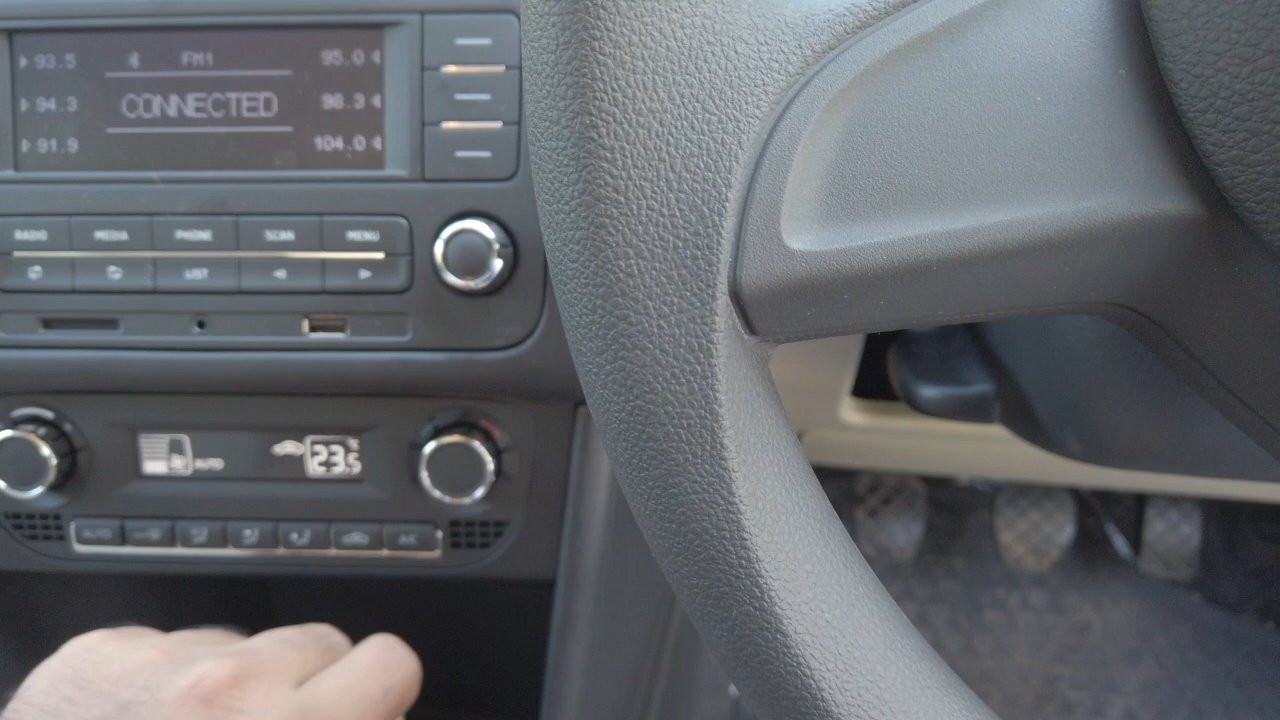 93.5 FM1 95.0
94.3 CONNECTED 98.3
91.9 104.0
RADIO MEDIA PHONE SCAN MENU
LIST
AUTO 23.5
AUTO A/C